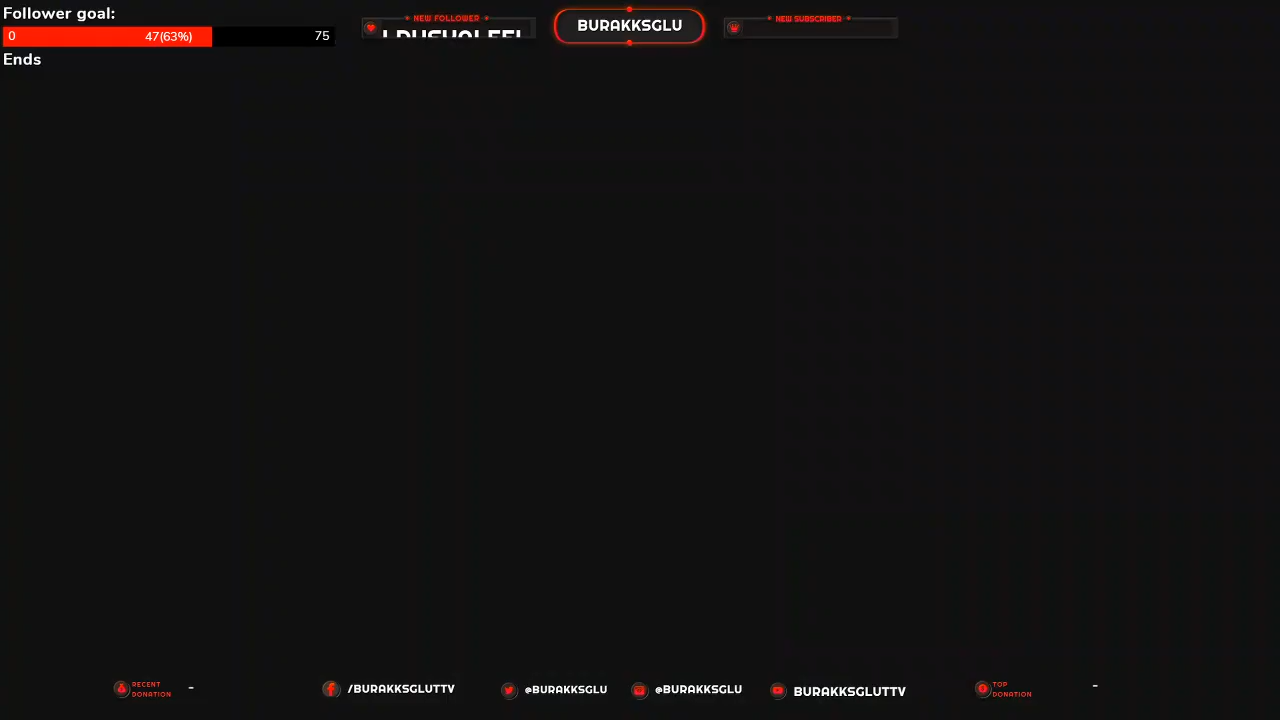 Follower goal:
0 47(63%) 75
Ends
NEW FOLLOWER
BURAKKSGLU
NEW SUBSCRIBER
RECENT
DONATION
-
/BURAKKSGLUTTV
@BURAKKSGLU
@BURAKKSGLU
BURAKKSGLUTTV
TOP
DONATION
-